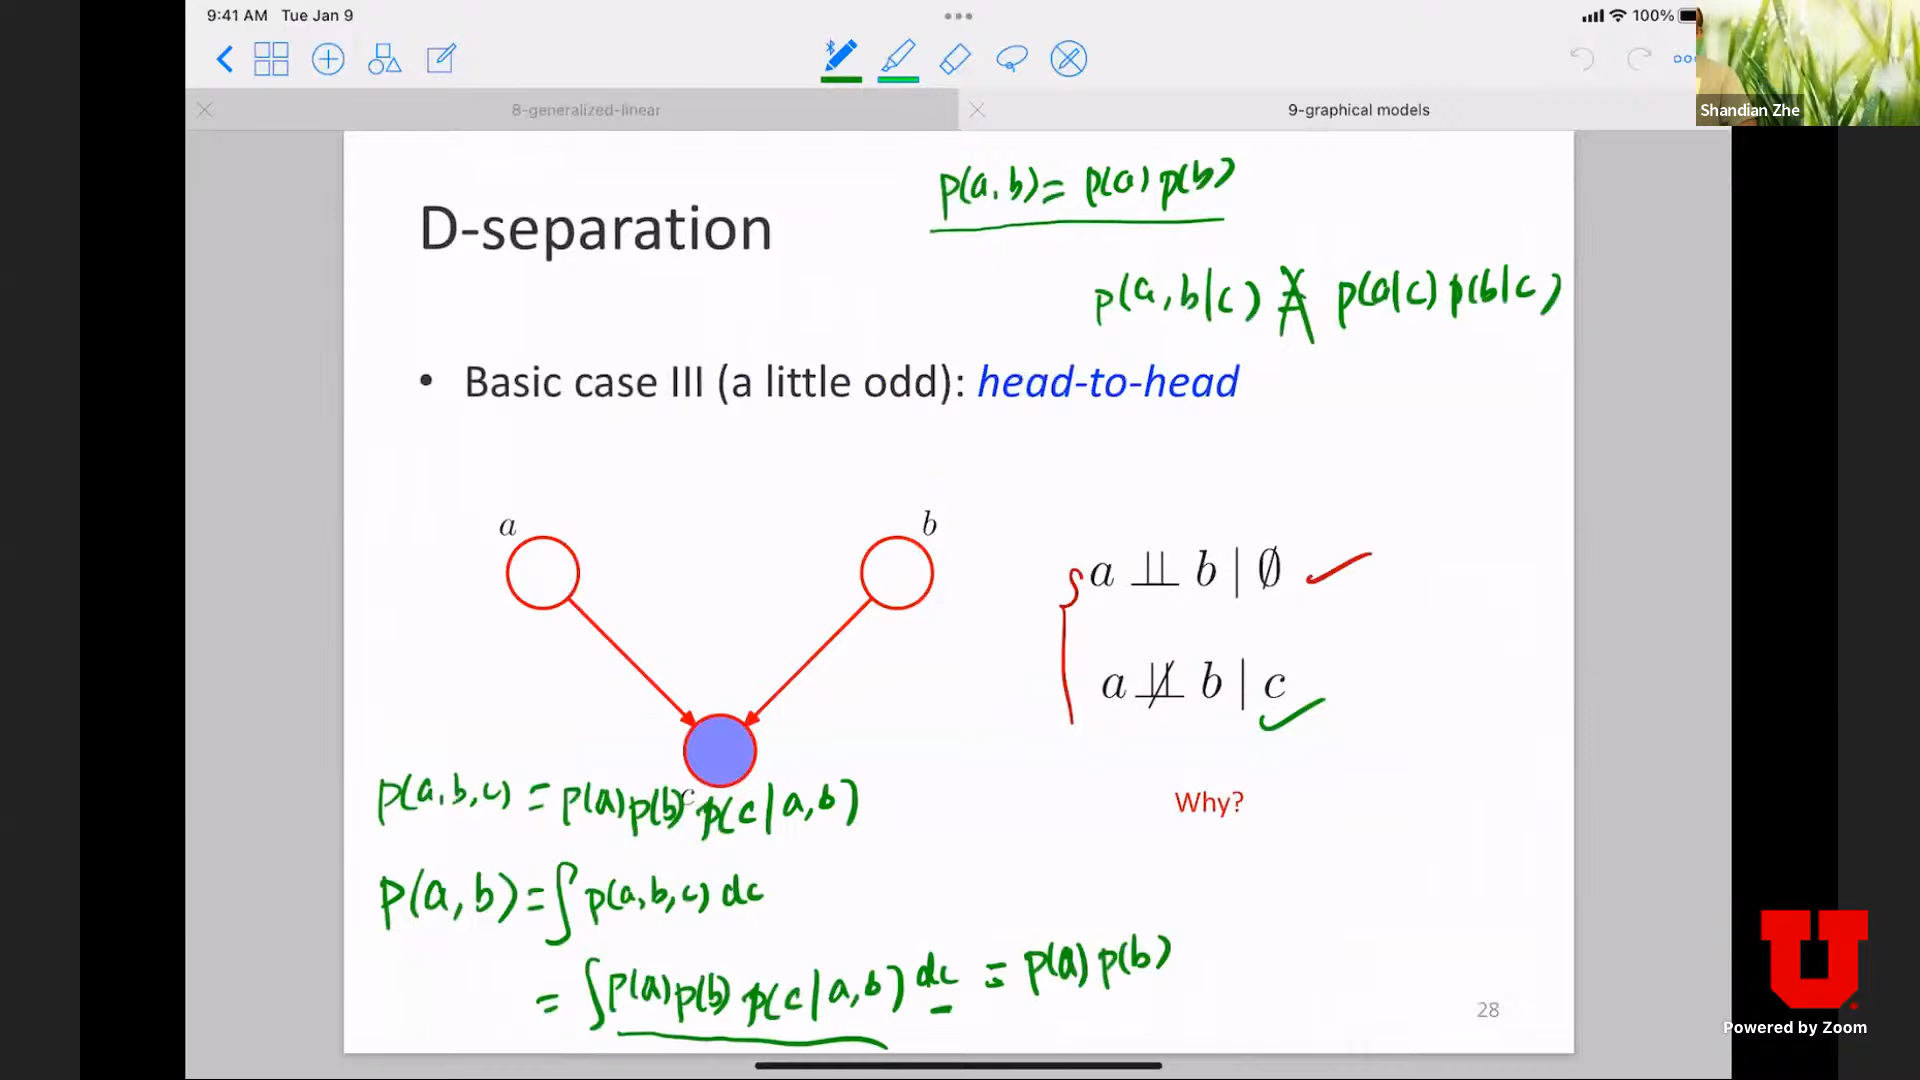 9:41 AM Tue Jan 9
100%
8-generalized-linear
9-graphical models
Shandian Zhe
p(a,b)= p(a) p(b)
D-separation
p(a,b|c) ≠ p(a|c) p(b|c)
• Basic case III (a little odd): head-to-head
a
b
a ⫫ b | ∅
a ⫫̸ b | c
c
p(a,b,c) = p(a)p(b) p(c|a,b)
Why?
p(a,b)=∫ p(a,b,c) dc
= ∫p(a)p(b) p(c|a,b) dc = p(a) p(b)
28
U
Powered by Zoom